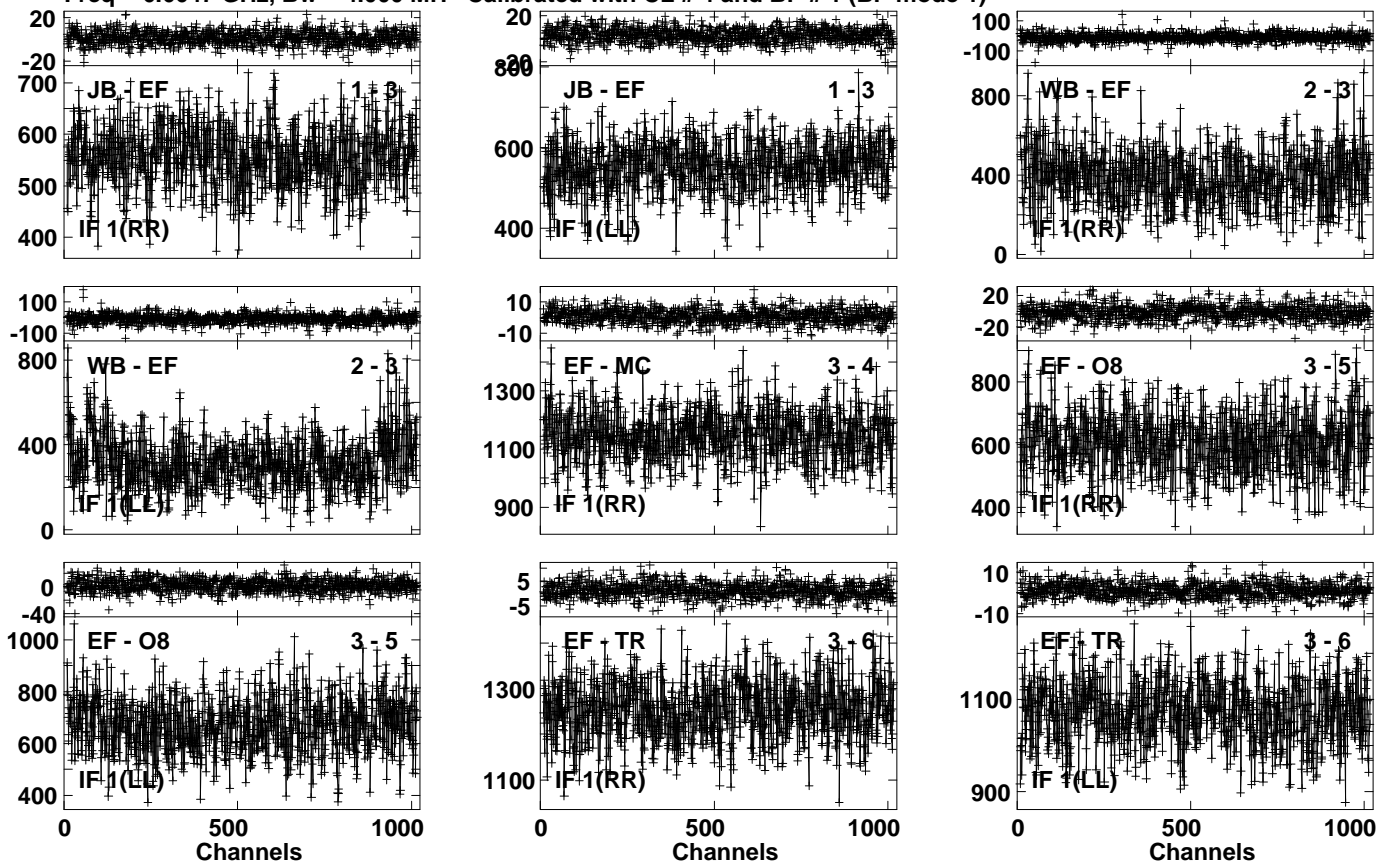 20 20 100
-20 -20 -100
700 JB - EF 1 - 3 800 JB - EF 1 - 3 800 WB - EF 2 - 3
600 600
500 400
400 IF 1(RR) 400 IF 1(LL) 0 IF 1(RR)
100 10 20
-100 -10 -20
800 WB - EF 2 - 3 EF - MC 3 - 4 EF - O8 3 - 5
1300 800
400 1100 600
IF 1(LL) 900 IF 1(RR) 400 IF 1(RR)
0
0 5 10
-40 -5 -10
1000 EF - O8 3 - 5 EF - TR 3 - 6 EF - TR 3 - 6
800 1300 1100
600
400 IF 1(LL) 1100 IF 1(RR) 900 IF 1(LL)
0 500 1000 0 500 1000 0 500 1000
Channels Channels Channels